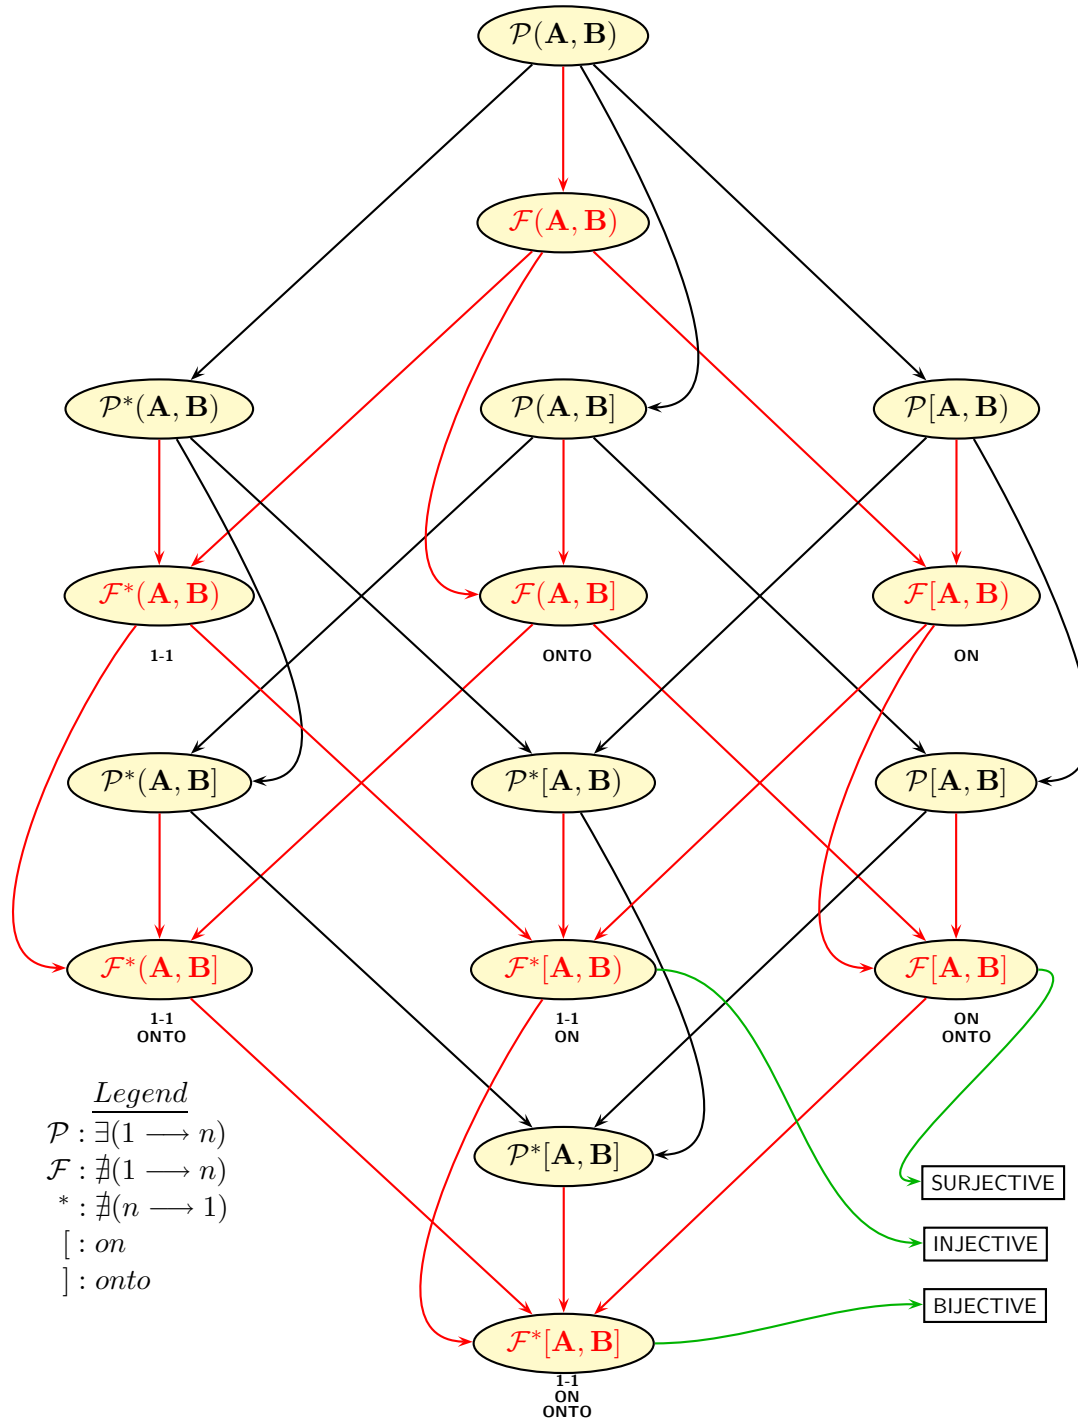 𝒫(𝐀, 𝐁)
ℱ(𝐀, 𝐁)
𝒫*(𝐀, 𝐁)
𝒫(𝐀, 𝐁]
𝒫[𝐀, 𝐁)
ℱ*(𝐀, 𝐁)
ℱ(𝐀, 𝐁]
ℱ[𝐀, 𝐁)
1-1
ONTO
ON
𝒫*(𝐀, 𝐁]
𝒫*[𝐀, 𝐁)
𝒫[𝐀, 𝐁]
ℱ*(𝐀, 𝐁]
ℱ*[𝐀, 𝐁)
ℱ[𝐀, 𝐁]
1-1
ONTO
1-1
ON
ON
ONTO
Legend
𝒫 : ∃(1 ⟶ n)
ℱ : ∄(1 ⟶ n)
* : ∄(n ⟶ 1)
[ : on
] : onto
𝒫*[𝐀, 𝐁]
SURJECTIVE
INJECTIVE
BIJECTIVE
ℱ*[𝐀, 𝐁]
1-1
ON
ONTO